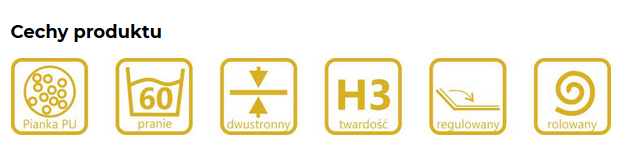 Cechy produktu
60
H3
Pianka PU
pranie
dwustronny
twardość
regulowany
rolowany